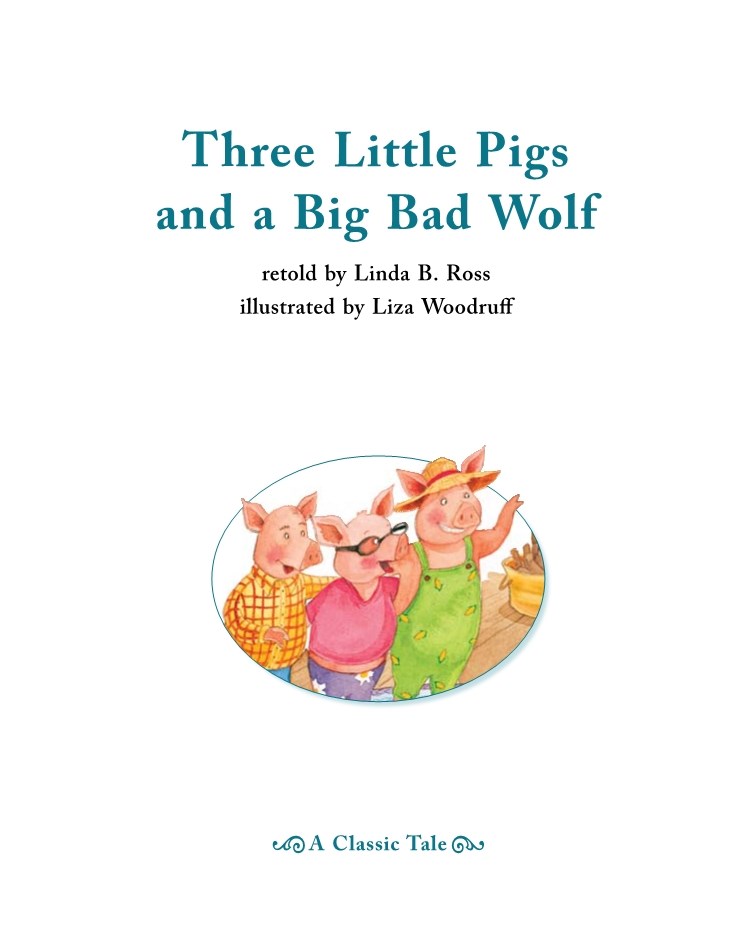 Three Little Pigs
and a Big Bad Wolf
retold by Linda B. Ross
illustrated by Liza Woodruff
A Classic Tale